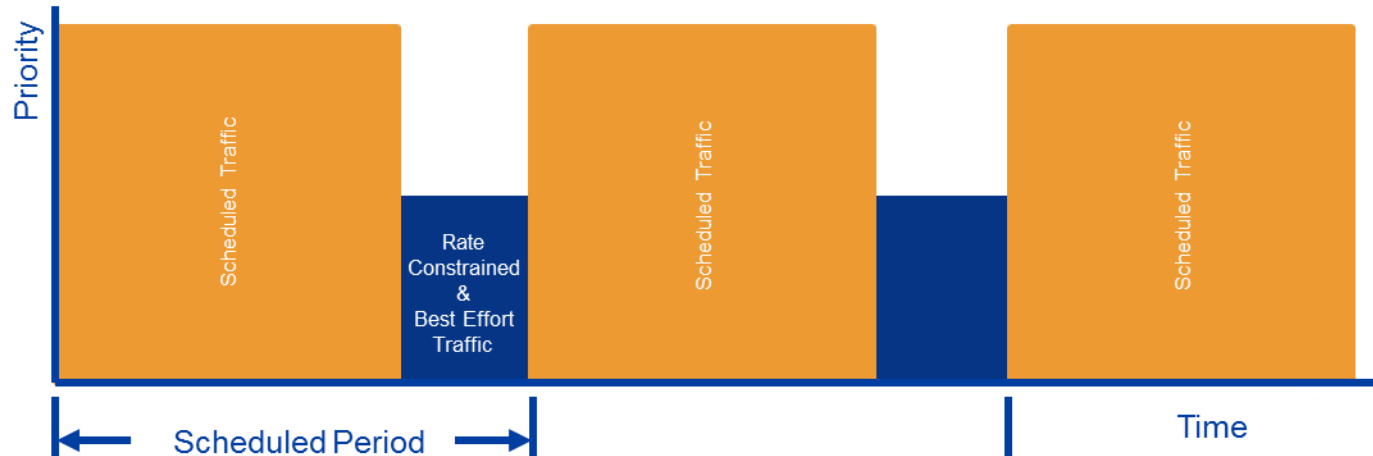 Priority
Scheduled Traffic
Rate
Constrained
&
Best Effort
Traffic
Scheduled Traffic
Scheduled Traffic
Scheduled Period
Time